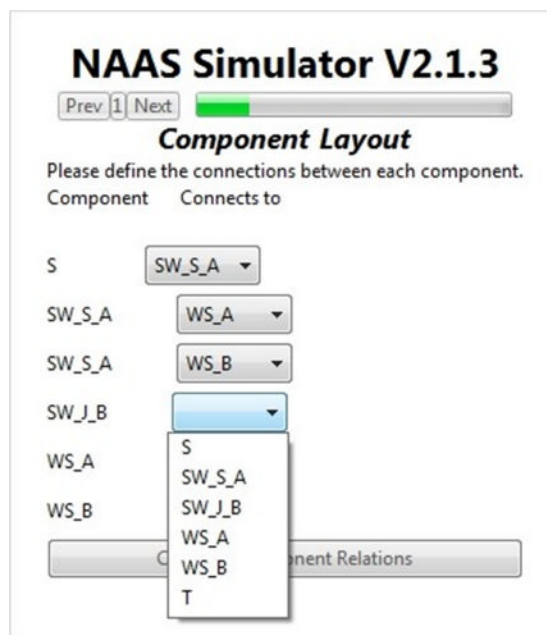 NAAS Simulator V2.1.3
Prev 1 Next
Component Layout
Please define the connections between each component.
Component Connects to
S SW_S_A
SW_S_A WS_A
SW_S_A WS_B
SW_J_B
S
WS_A
SW_S_A
SW_J_B
WS_B
WS_A
WS_B
Relations
T